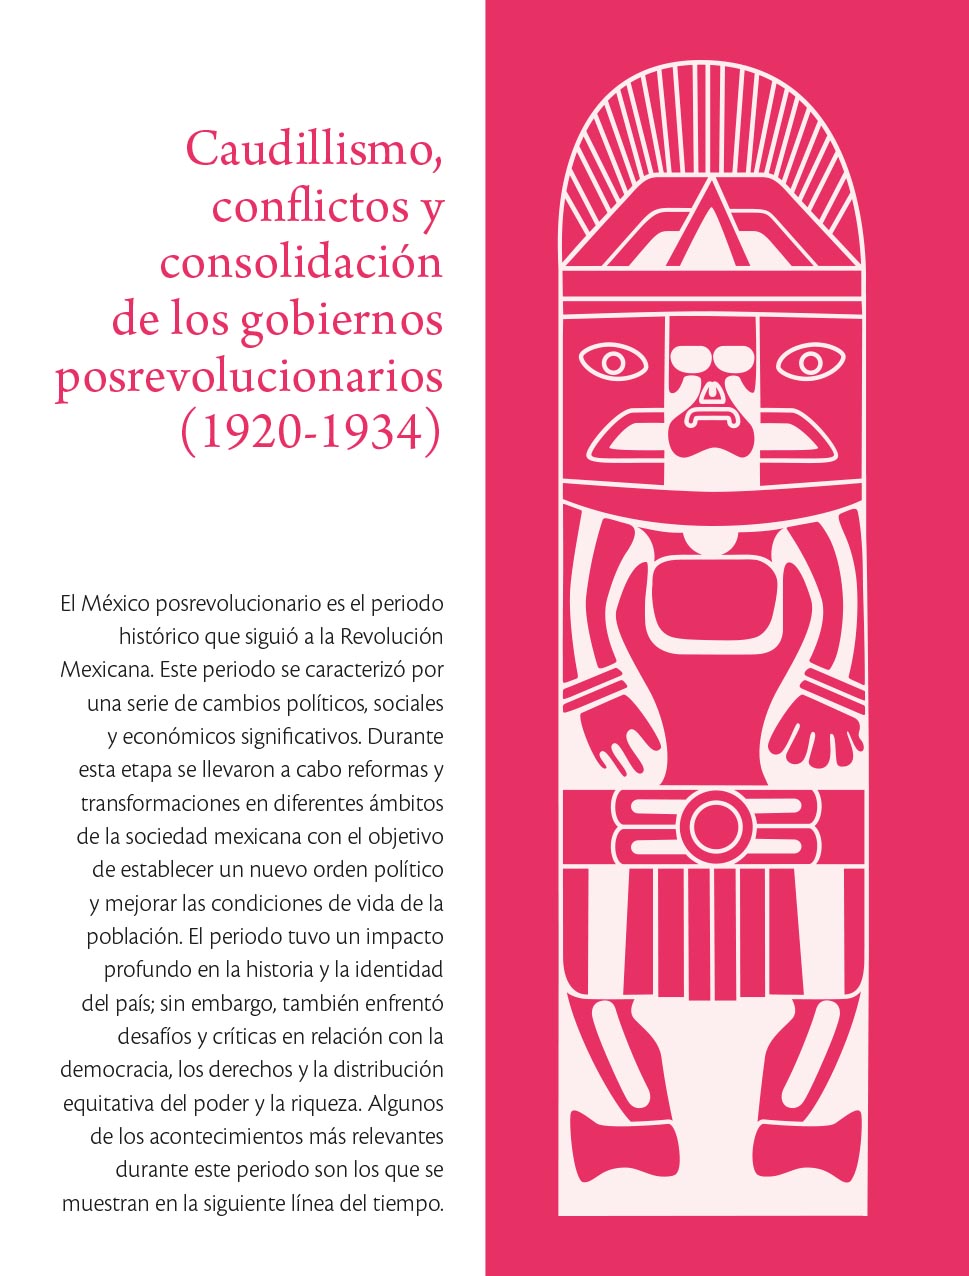 Caudillismo,
conflictos y
consolidación
de los gobiernos
posrevolucionarios
(1920-1934)
El México posrevolucionario es el periodo
histórico que siguió a la Revolución
Mexicana. Este periodo se caracterizó por
una serie de cambios políticos, sociales
y económicos significativos. Durante
esta etapa se llevaron a cabo reformas y
transformaciones en diferentes ámbitos
de la sociedad mexicana con el objetivo
de establecer un nuevo orden político
y mejorar las condiciones de vida de la
población. El periodo tuvo un impacto
profundo en la historia y la identidad
del país; sin embargo, también enfrentó
desafíos y críticas en relación con la
democracia, los derechos y la distribución
equitativa del poder y la riqueza. Algunos
de los acontecimientos más relevantes
durante este periodo son los que se
muestran en la siguiente línea del tiempo.